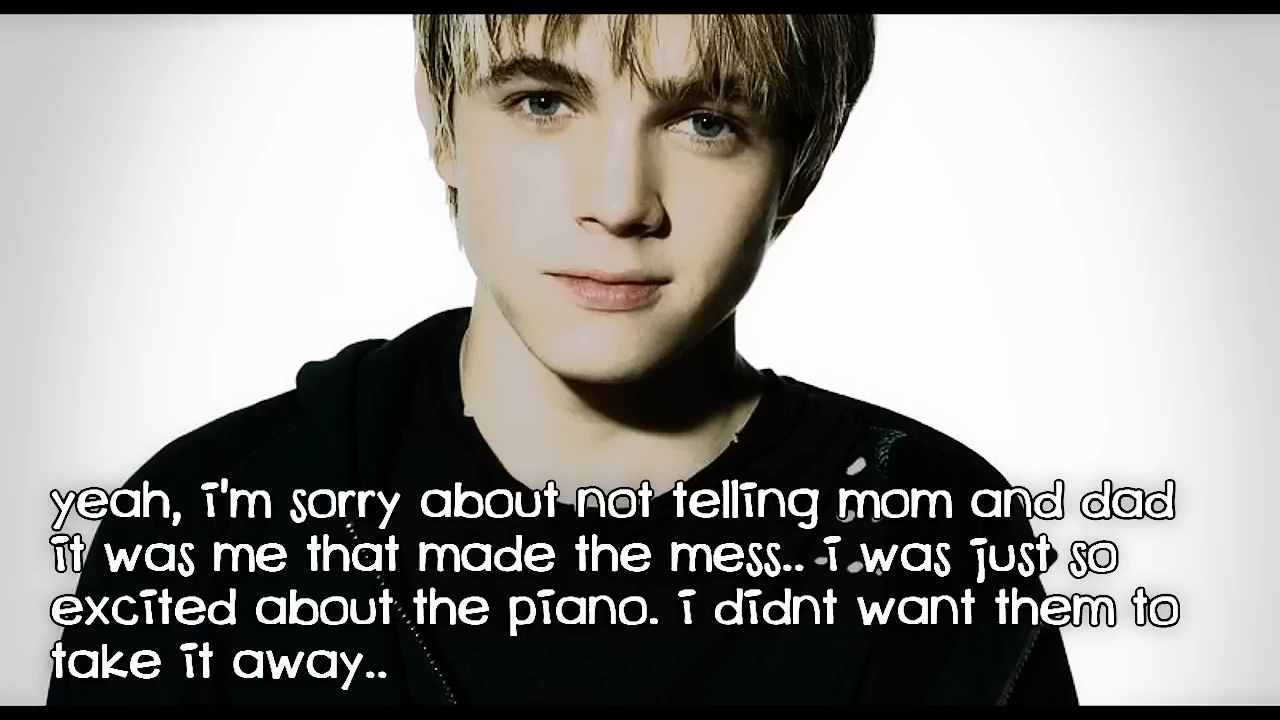 yeah, i'm sorry about not telling mom and dad
it was me that made the mess.. i was just so
excited about the piano. i didnt want them to
take it away..